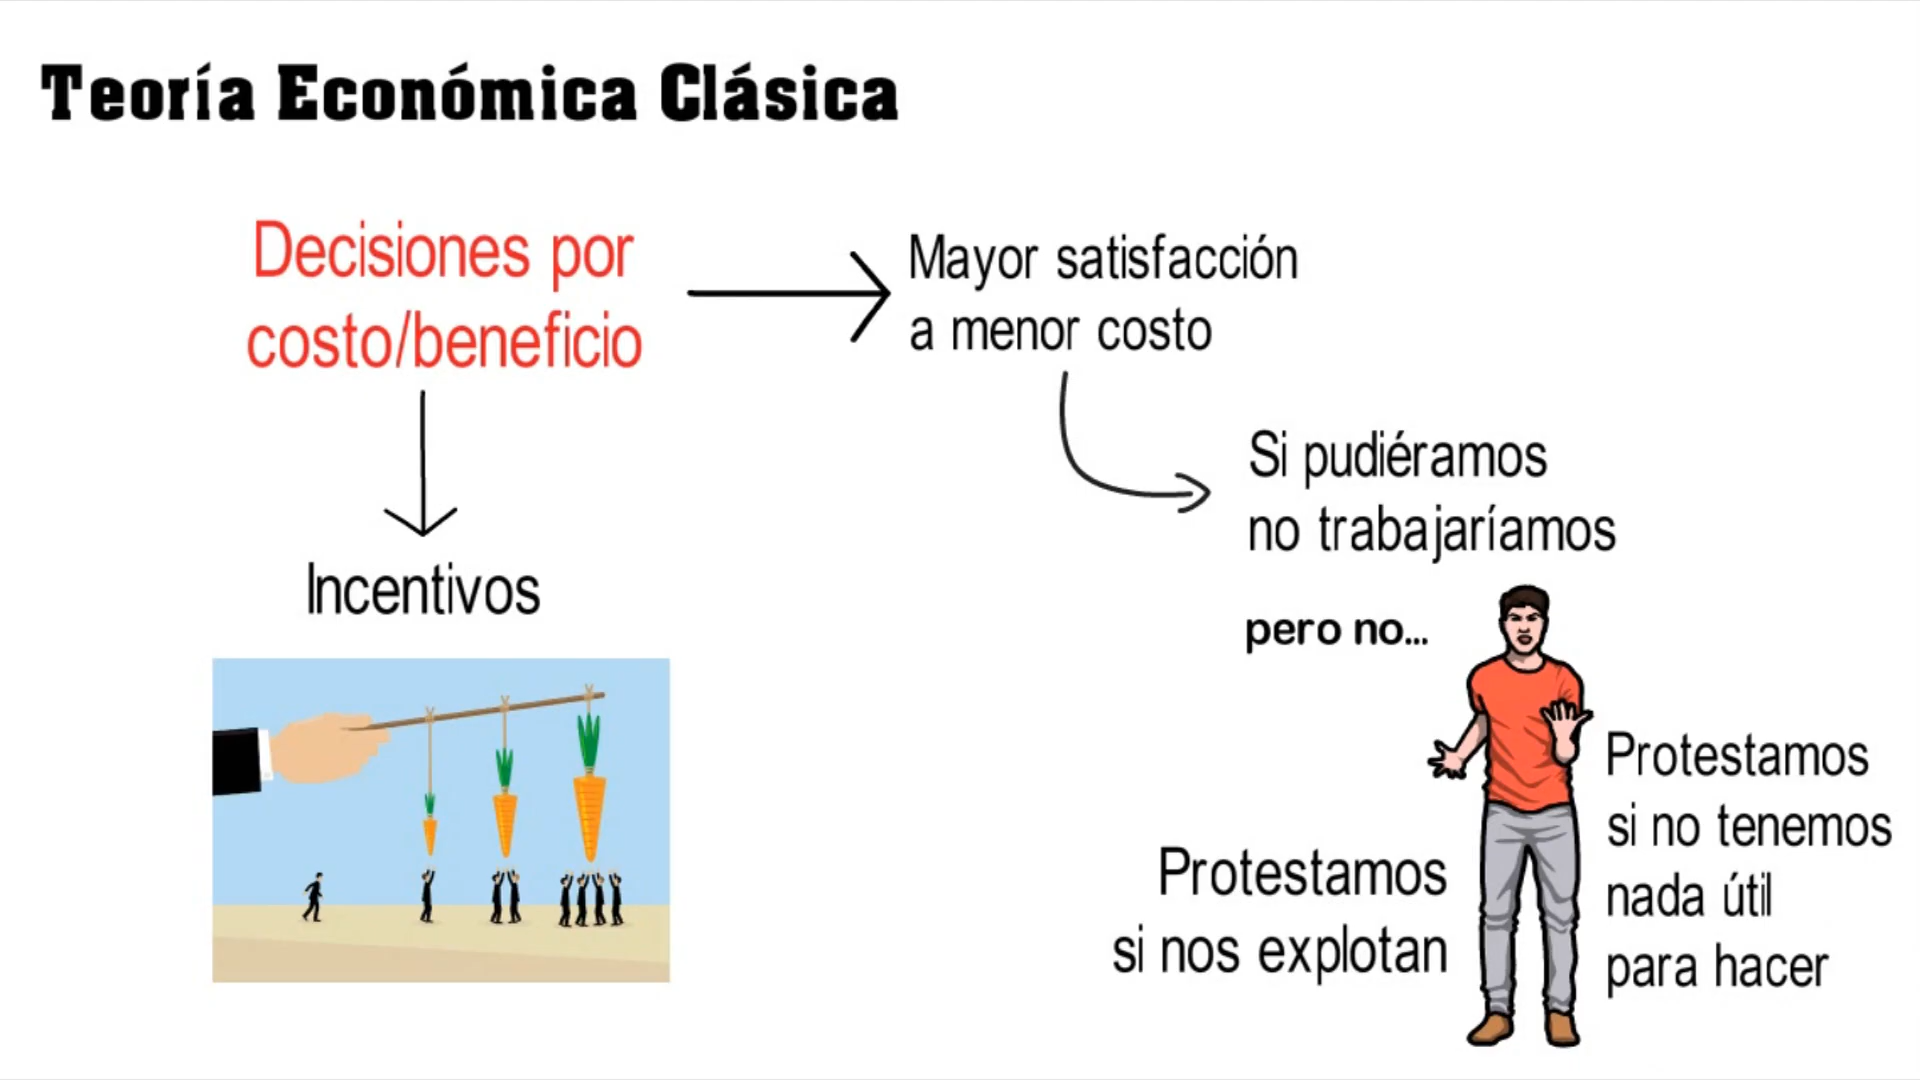 Teoría Económica Clásica
Decisiones por
costo/beneficio
Mayor satisfacción
a menor costo
Incentivos
Si pudiéramos
no trabajaríamos
pero no...
Protestamos
si nos explotan
Protestamos
si no tenemos
nada útil
para hacer